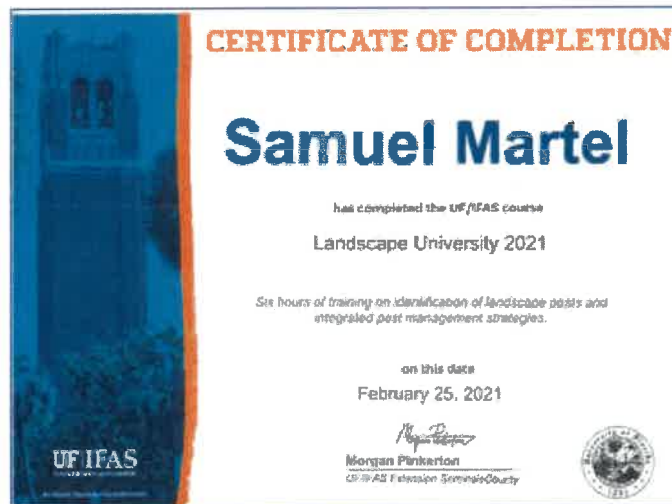 CERTIFICATE OF COMPLETION
Samuel Martel
has completed the UF/IFAS course
Landscape University 2021
Six hours of training on identification of landscape pests and
integrated pest management strategies.
on this date
February 25, 2021
Morgan Pinkerton
UF/IFAS Extension Seminole County
UF IFAS